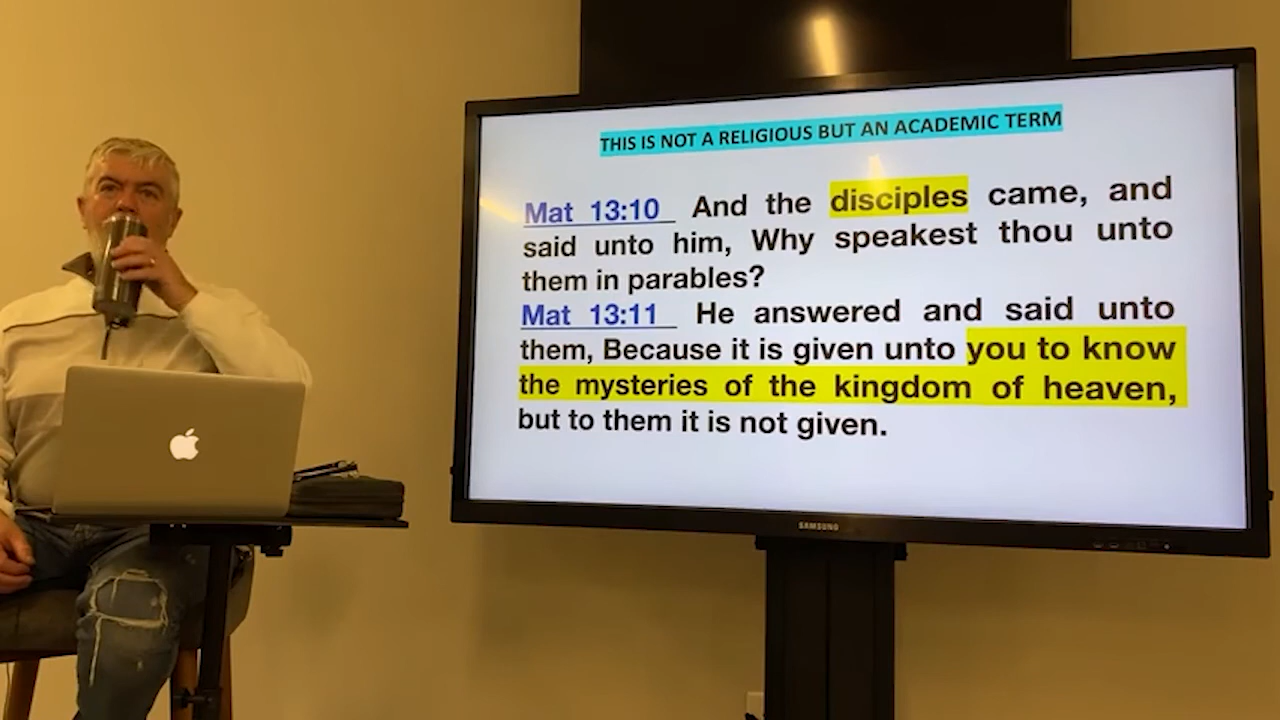 THIS IS NOT A RELIGIOUS BUT AN ACADEMIC TERM
Mat 13:10 And the disciples came, and
said unto him, Why speakest thou unto
them in parables?
Mat 13:11 He answered and said unto
them, Because it is given unto you to know
the mysteries of the kingdom of heaven,
but to them it is not given.
SAMSUNG